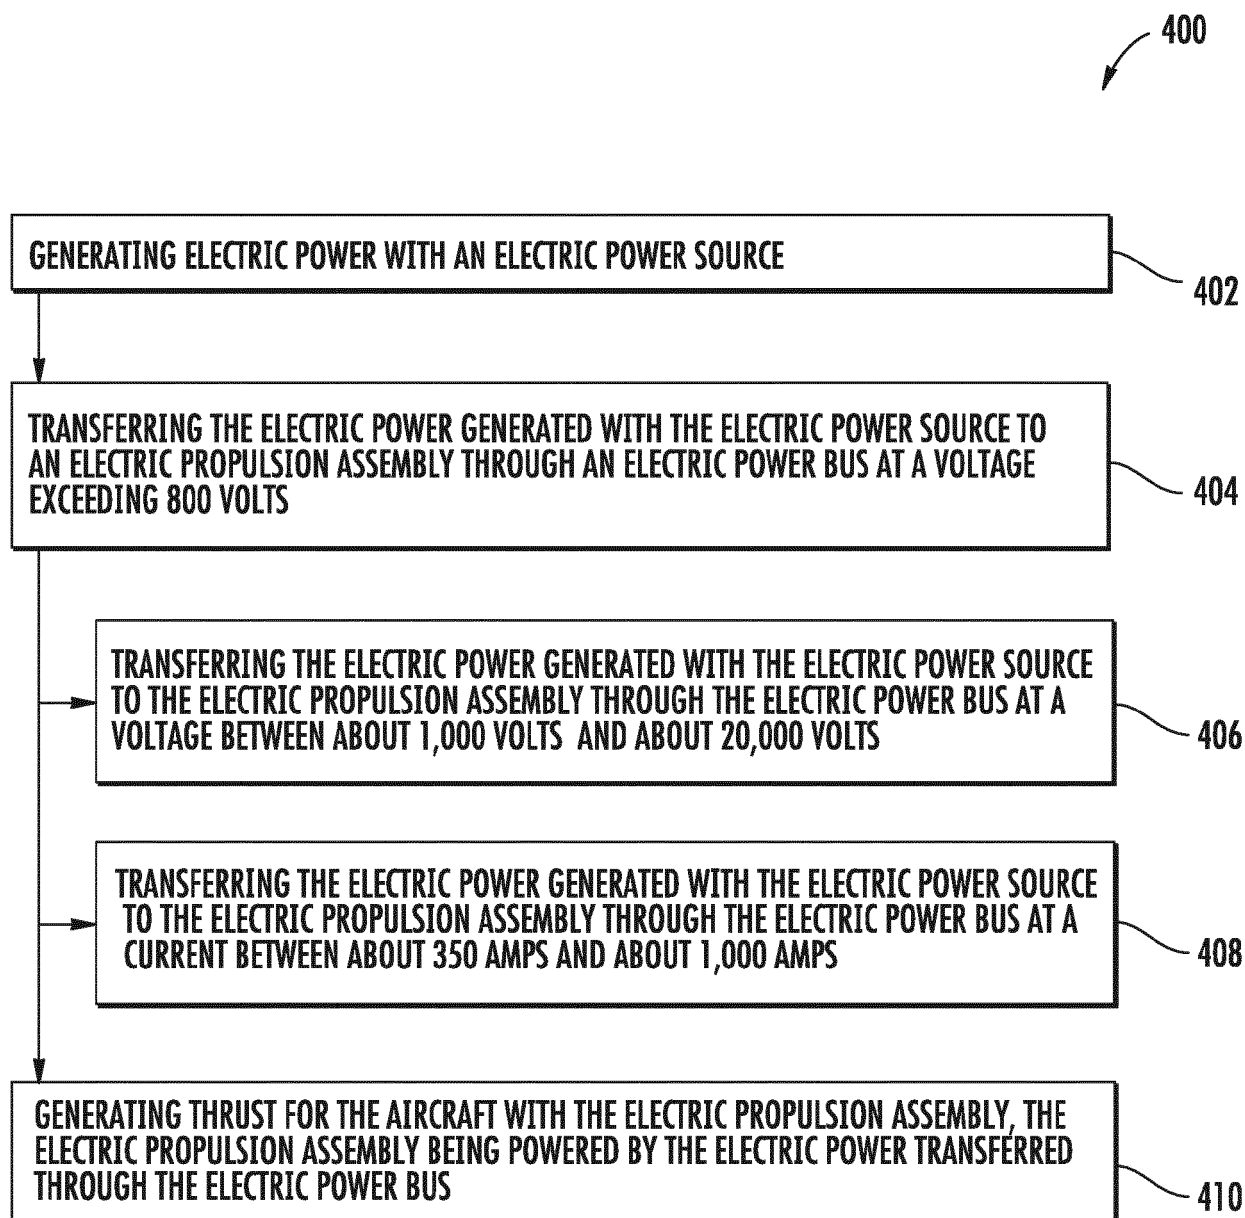 400
GENERATING ELECTRIC POWER WITH AN ELECTRIC POWER SOURCE
402
TRANSFERRING THE ELECTRIC POWER GENERATED WITH THE ELECTRIC POWER SOURCE TO
AN ELECTRIC PROPULSION ASSEMBLY THROUGH AN ELECTRIC POWER BUS AT A VOLTAGE
EXCEEDING 800 VOLTS
404
TRANSFERRING THE ELECTRIC POWER GENERATED WITH THE ELECTRIC POWER SOURCE
TO THE ELECTRIC PROPULSION ASSEMBLY THROUGH THE ELECTRIC POWER BUS AT A
VOLTAGE BETWEEN ABOUT 1,000 VOLTS AND ABOUT 20,000 VOLTS
406
TRANSFERRING THE ELECTRIC POWER GENERATED WITH THE ELECTRIC POWER SOURCE
TO THE ELECTRIC PROPULSION ASSEMBLY THROUGH THE ELECTRIC POWER BUS AT A
CURRENT BETWEEN ABOUT 350 AMPS AND ABOUT 1,000 AMPS
408
GENERATING THRUST FOR THE AIRCRAFT WITH THE ELECTRIC PROPULSION ASSEMBLY, THE
ELECTRIC PROPULSION ASSEMBLY BEING POWERED BY THE ELECTRIC POWER TRANSFERRED
THROUGH THE ELECTRIC POWER BUS
410